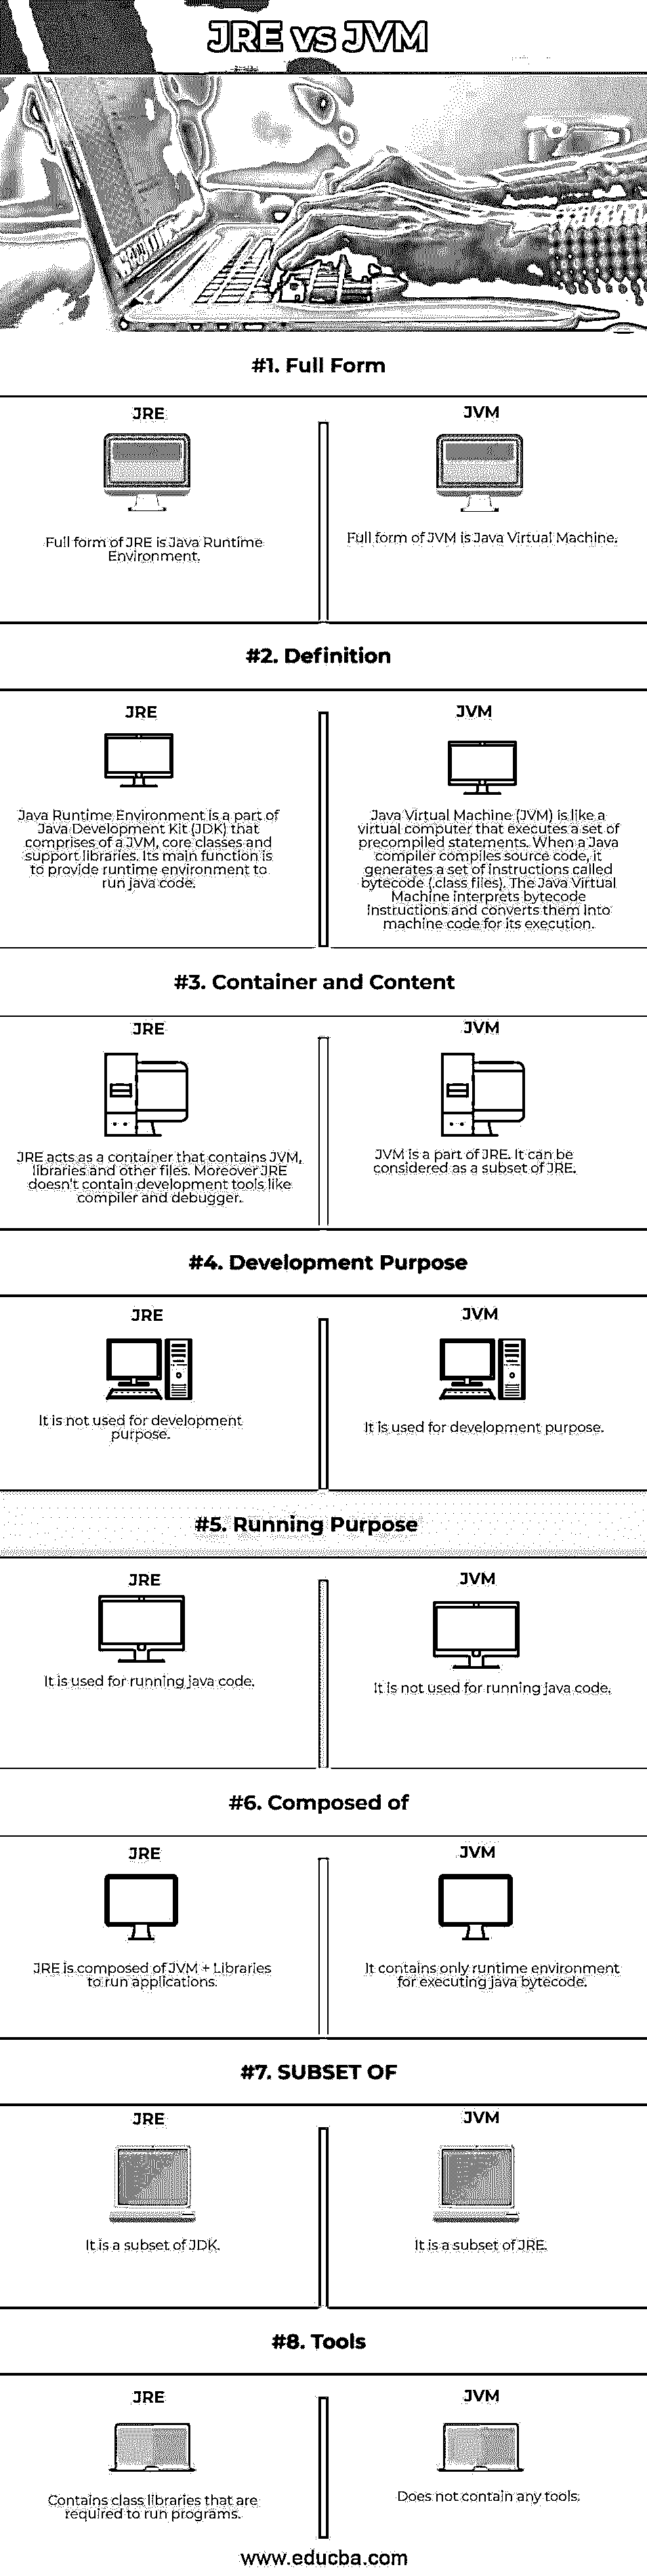 JRE vs JVM
#1. Full Form
JRE
JVM
Full form of JRE is Java Runtime
Environment.
Full form of JVM is Java Virtual Machine.
#2. Definition
JRE
JVM
Java Runtime Environment is a part of
Java Development Kit (JDK) that
comprises of a JVM, core classes and
support libraries. Its main function is
to provide runtime environment to
run java code.
Java Virtual Machine (JVM) is like a
virtual computer that executes a set of
precompiled statements. When a Java
compiler compiles source code, it
generates a set of instructions called
bytecode (.class files). The Java Virtual
Machine interprets bytecode
instructions and converts them into
machine code for its execution.
#3. Container and Content
JRE
JVM
JRE acts as a container that contains JVM,
libraries and other files. Moreover JRE
doesn't contain development tools like
compiler and debugger.
JVM is a part of JRE. It can be
considered as a subset of JRE.
#4. Development Purpose
JRE
JVM
It is not used for development
purpose.
It is used for development purpose.
#5. Running Purpose
JRE
JVM
It is used for running java code.
It is not used for running java code.
#6. Composed of
JRE
JVM
JRE is composed of JVM + Libraries
to run applications.
It contains only runtime environment
for executing java bytecode.
#7. SUBSET OF
JRE
JVM
It is a subset of JDK.
It is a subset of JRE.
#8. Tools
JRE
JVM
Contains class libraries that are
required to run programs.
Does not contain any tools.
www.educba.com